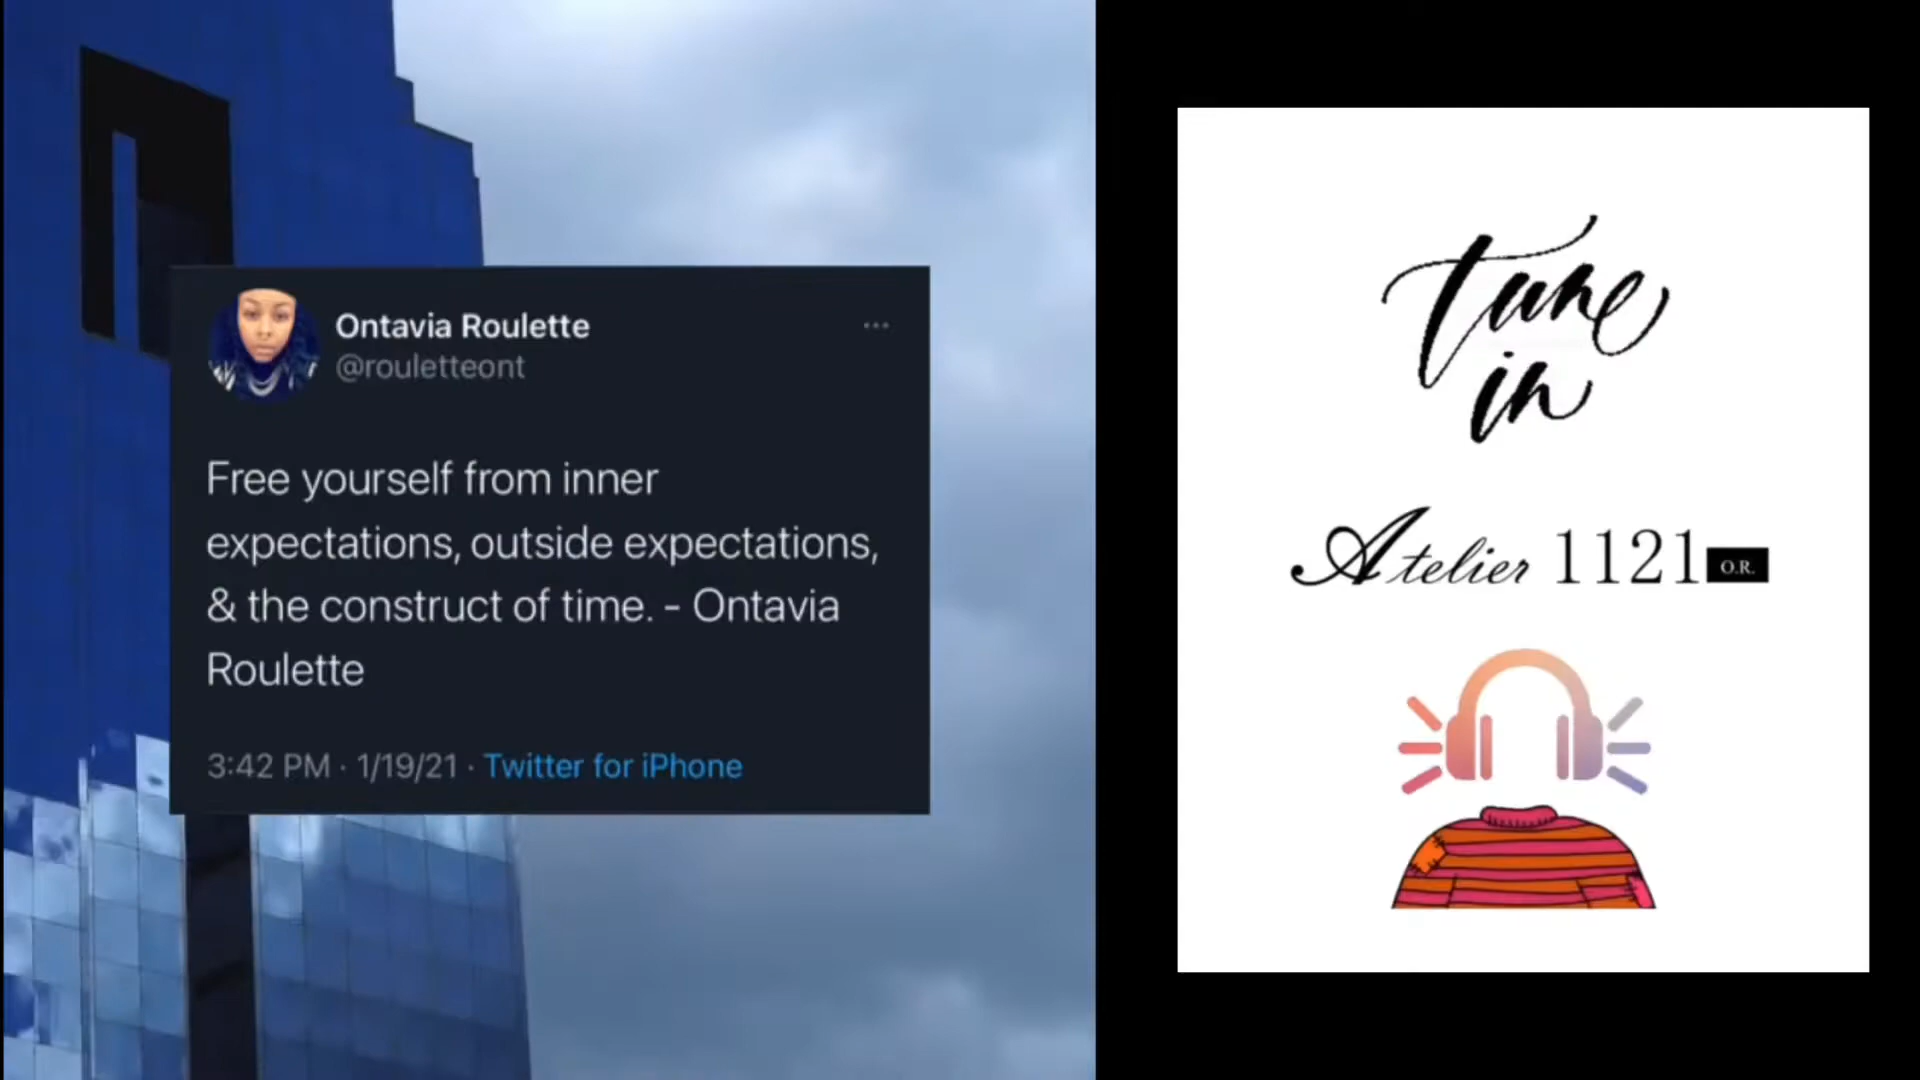 Ontavia Roulette
@rouletteont
Free yourself from inner
expectations, outside expectations,
& the construct of time. - Ontavia
Roulette
3:42 PM · 1/19/21 · Twitter for iPhone
tune
in
Atelier 1121 O.R.